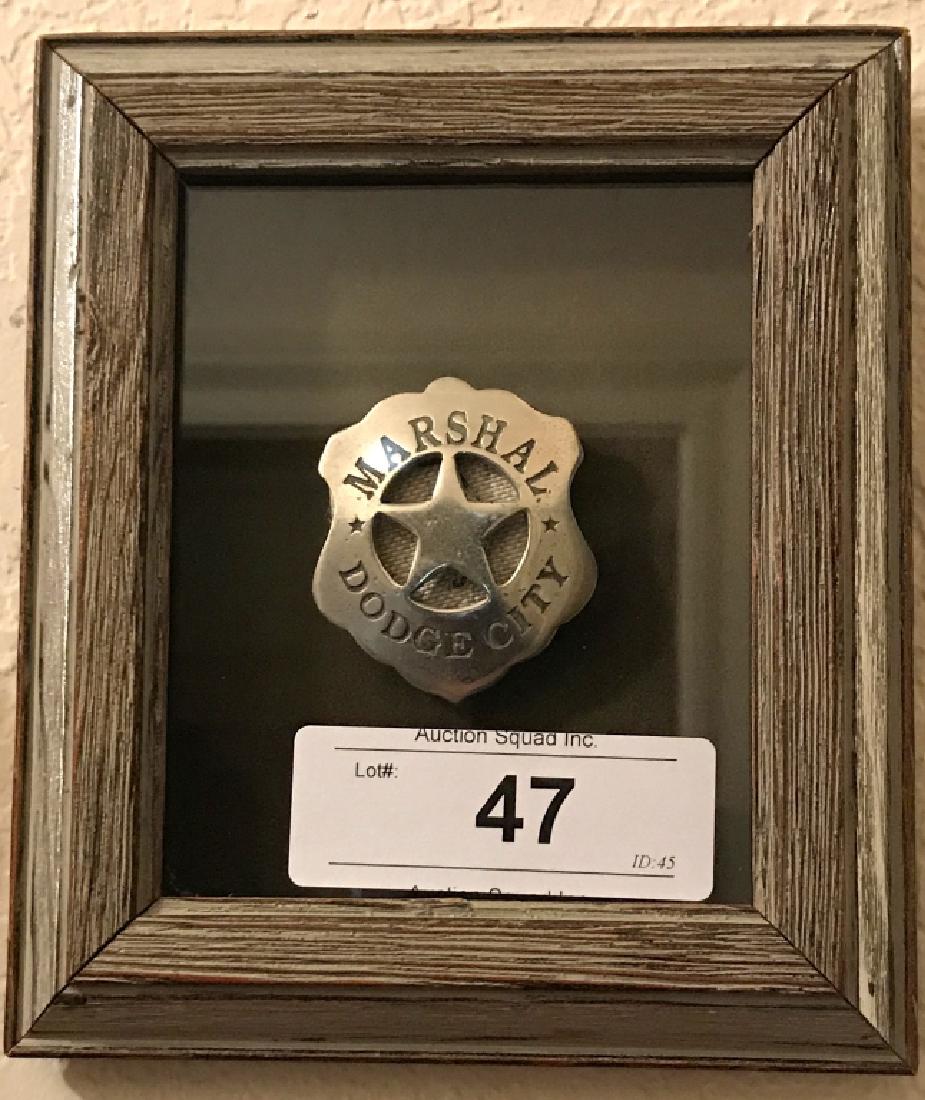 MARSHAL
DODGE CITY
Auction Squad Inc.
Lot#:
47
ID:45